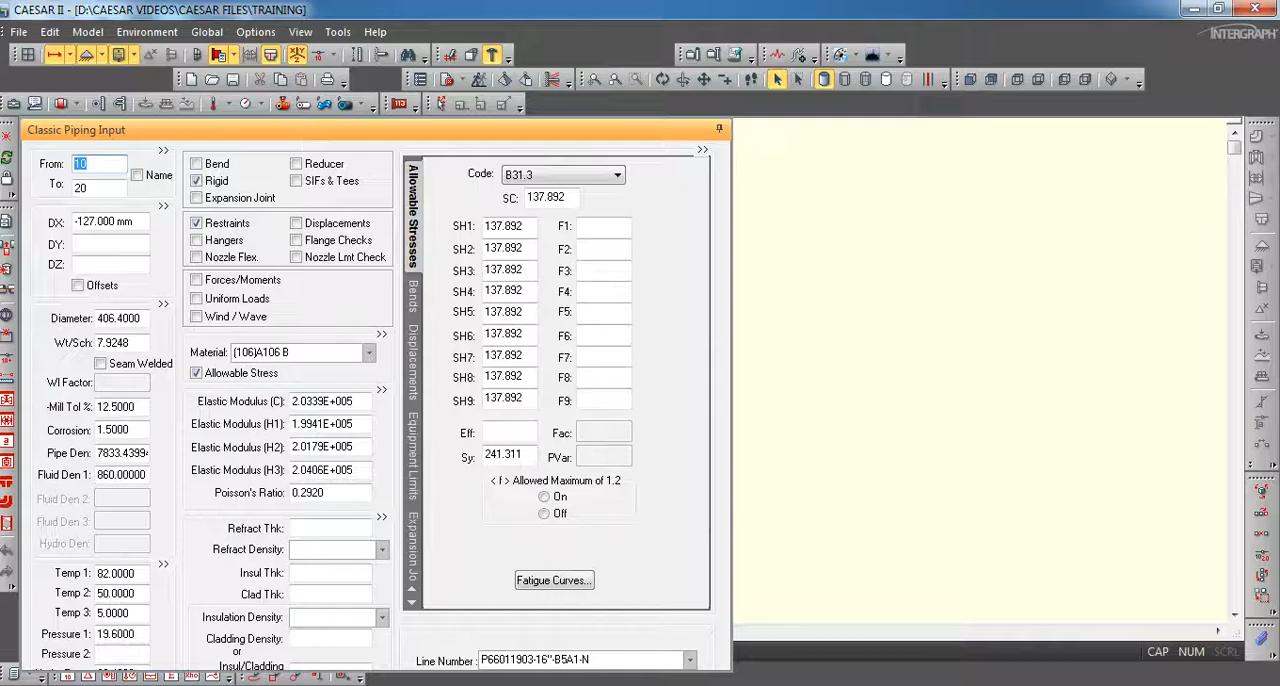 CAESAR II - [D:\CAESAR VIDEOS\CAESAR FILES\TRAINING]
File Edit Model Environment Global Options View Tools Help
INTERGRAPH
Classic Piping Input
From: 10
To: 20
Name
DX: -127.000 mm
DY:
DZ:
Offsets
Diameter: 406.4000
Wt/Sch: 7.9248
Seam Welded
Wl Factor:
-Mill Tol %: 12.5000
Corrosion: 1.5000
Pipe Den: 7833.4399
Fluid Den 1: 860.00000
Fluid Den 2:
Fluid Den 3:
Hydro Den:
Temp 1: 82.0000
Temp 2: 50.0000
Temp 3: 5.0000
Pressure 1: 19.6000
Pressure 2:
Bend Reducer
Rigid SIFs & Tees
Expansion Joint
Restraints Displacements
Hangers Flange Checks
Nozzle Flex. Nozzle Lmt Check
Forces/Moments
Uniform Loads
Wind / Wave
Material: (106)A106 B
Allowable Stress
Elastic Modulus (C): 2.0339E+005
Elastic Modulus (H1): 1.9941E+005
Elastic Modulus (H2): 2.0179E+005
Elastic Modulus (H3): 2.0406E+005
Poisson's Ratio: 0.2920
Refract Thk:
Refract Density:
Insul Thk:
Clad Thk:
Insulation Density:
Cladding Density:
or
Insul/Cladding
Allowable Stresses
Bends
Displacements
Equipment Limits
Expansion Jo
Code: B31.3
SC: 137.892
SH1: 137.892 F1:
SH2: 137.892 F2:
SH3: 137.892 F3:
SH4: 137.892 F4:
SH5: 137.892 F5:
SH6: 137.892 F6:
SH7: 137.892 F7:
SH8: 137.892 F8:
SH9: 137.892 F9:
Eff: Fac:
Sy: 241.311 PVar:
< f > Allowed Maximum of 1.2
On
Off
Fatigue Curves...
Line Number : P66011903-16"-B5A1-N
CAP NUM SCRL